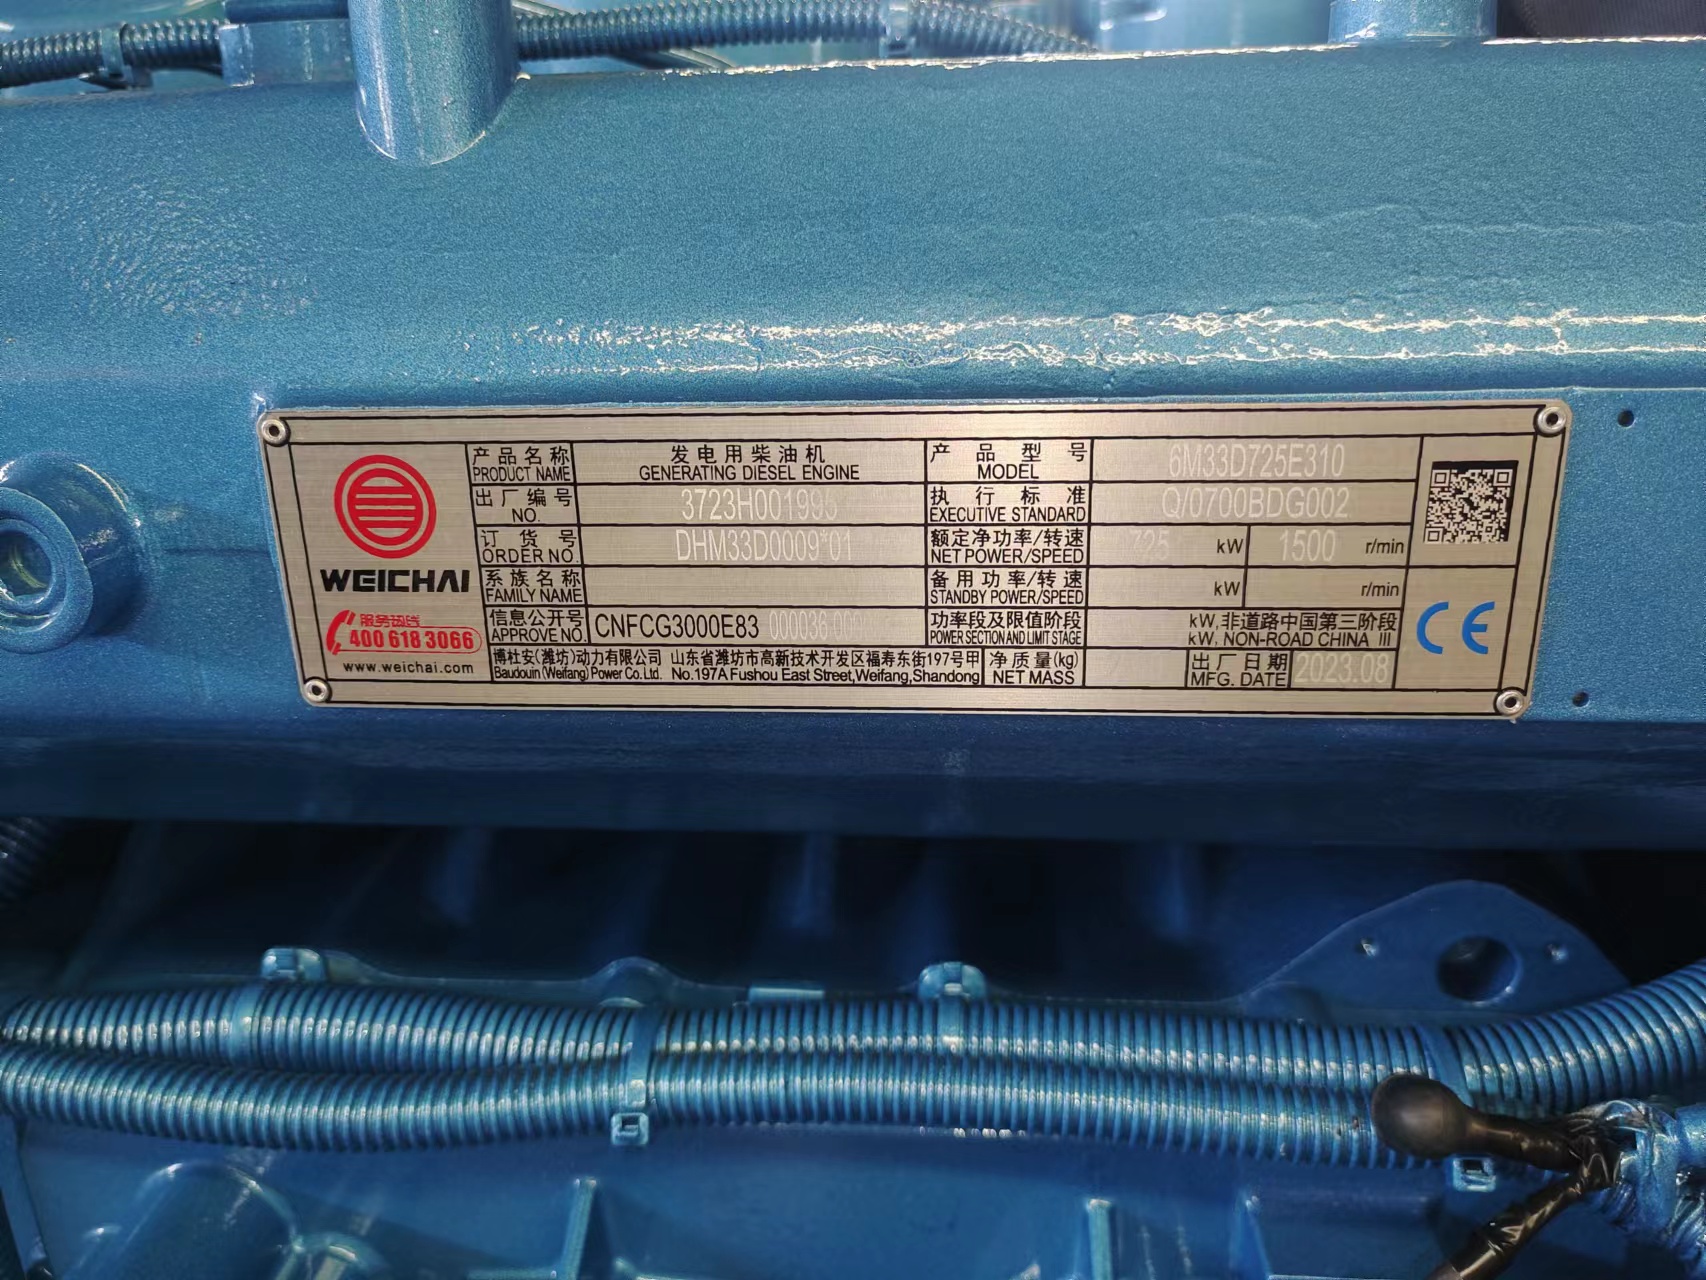 WEICHAI
服务热线
400 618 3066
www.weichai.com
产品名称 发电用柴油机 产品型号 6M33D725E310
PRODUCT NAME GENERATING DIESEL ENGINE MODEL
出厂编号 3723H00199 执行标准 Q/0700BDG002
NO. EXECUTIVE STANDARD
订货号 DHM33D0009*01 额定净功率/转速 725 kW 1500 r/min
ORDER NO. NET POWER/SPEED
系族名称 备用功率/转速 kW r/min
FAMILY NAME STANDBY POWER/SPEED
信息公开号 CNFCG3000E83 000036 功率段及限值阶段 kW,非道路中国第三阶段
APPROVE NO. POWER SECTION AND LIMIT STAGE kW, NON-ROAD CHINA III
博杜安(潍坊)动力有限公司 山东省潍坊市高新技术开发区福寿东街197号甲 净质量(kg) 出厂日期 2023.08
Baudouin (Weifang) Power Co.Ltd. No.197A Fushou East Street,Weifang,Shandong NET MASS MFG. DATE
CE